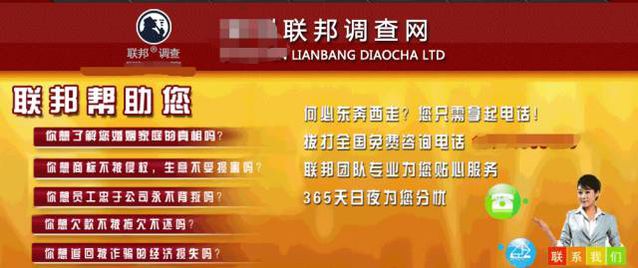 联邦调查网
LIANBANG DIAOCHA LTD
联邦®调查
联邦帮助您
你想了解您婚姻家庭的真相吗?
你想商标不被侵权,生意不受损害吗?
你想员工忠于公司永不背叛吗?
你想欠款不被拖欠不还吗?
你想追回被诈骗的经济损失吗?
何必东奔西走?您只需拿起电话!
拨打全国免费咨询电话
联邦团队专业为您贴心服务
365天日夜为您分忧
联系我们